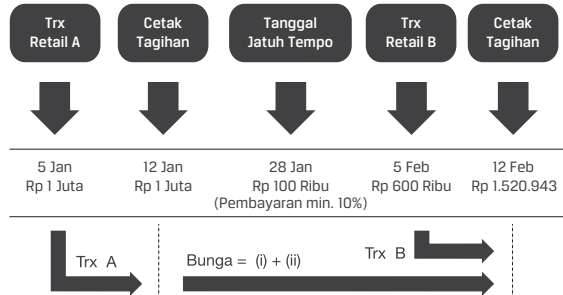 Trx
Retail A
Cetak
Tagihan
Tanggal
Jatuh Tempo
Trx
Retail B
Cetak
Tagihan
5 Jan
Rp 1 Juta
12 Jan
Rp 1 Juta
28 Jan
Rp 100 Ribu
(Pembayaran min. 10%)
5 Feb
Rp 600 Ribu
12 Feb
Rp 1.520.943
Trx A
Bunga = (i) + (ii)
Trx B